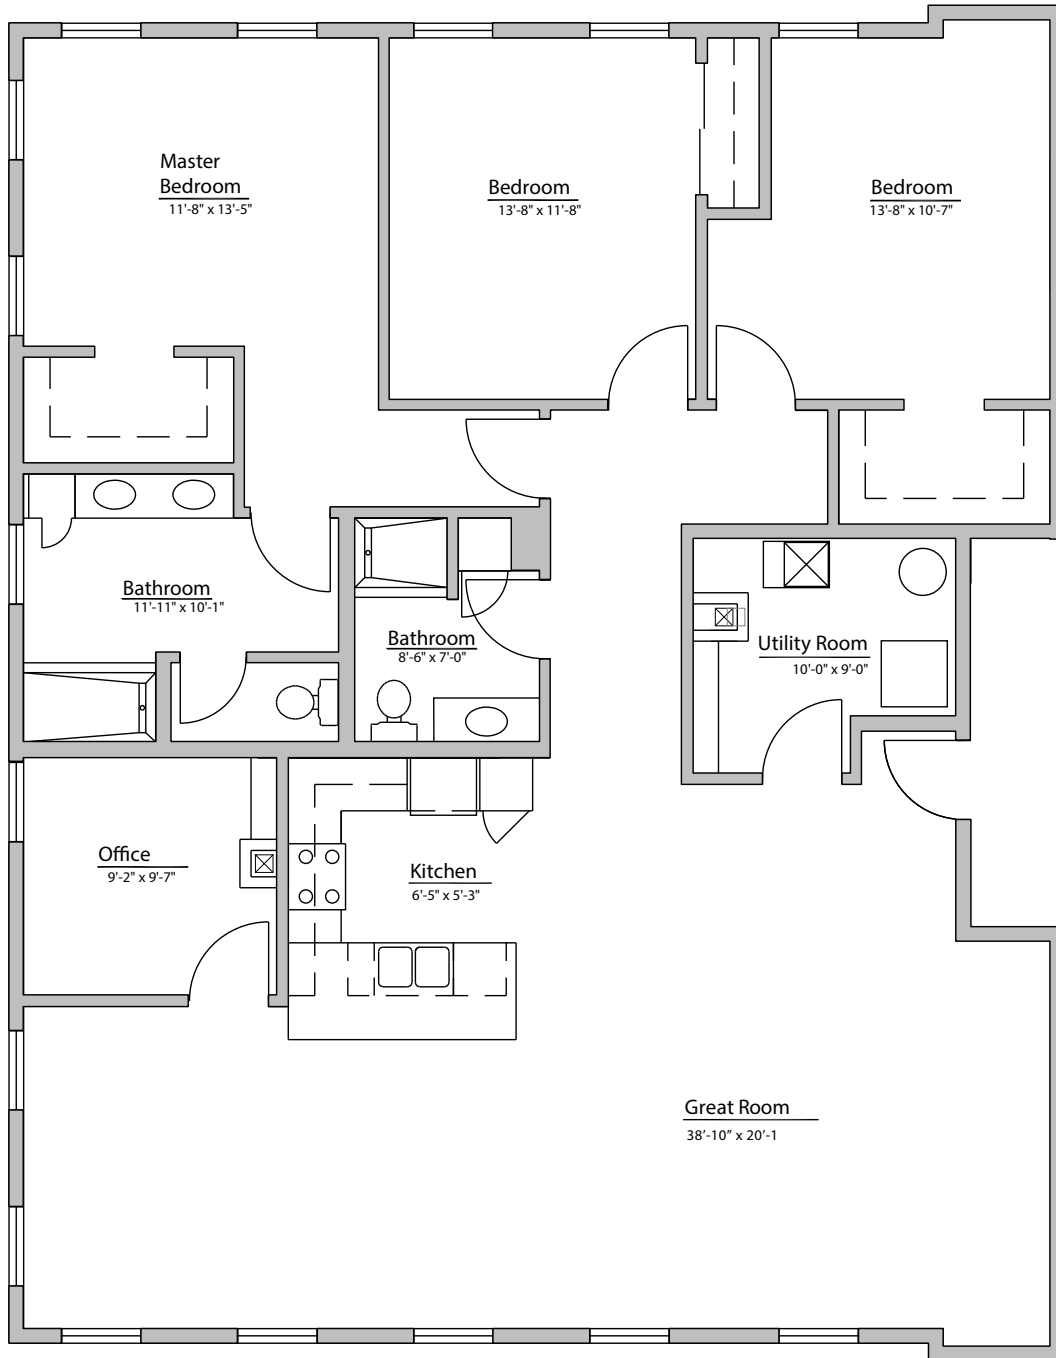 Master
Bedroom
11'-8" x 13'-5"
Bedroom
13'-8" x 11'-8"
Bedroom
13'-8" x 10'-7"
Bathroom
11'-11" x 10'-1"
Bathroom
8'-6" x 7'-0"
Utility Room
10'-0" x 9'-0"
Office
9'-2" x 9'-7"
Kitchen
6'-5" x 5'-3"
Great Room
38'-10" x 20'-1